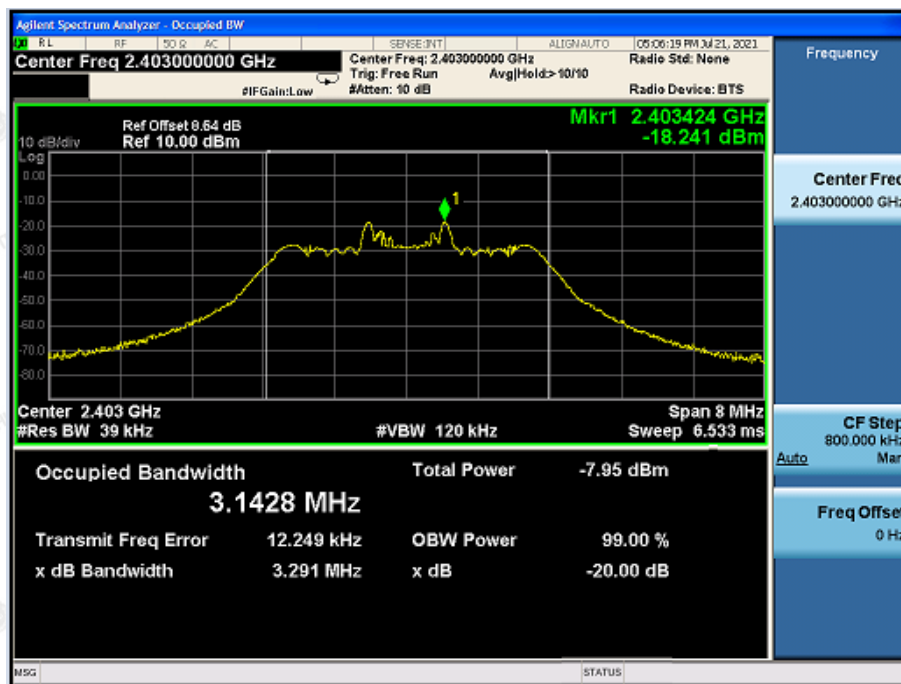 Agilent Spectrum Analyzer - Occupied BW
RL RF 50 Ω AC SENSE:INT ALIGNAUTO 05:06:19 PM Jul 21, 2021
Center Freq 2.403000000 GHz
Center Freq: 2.403000000 GHz
Radio Std: None
Trig: Free Run Avg|Hold:>10/10
#IFGain:Low
#Atten: 10 dB
Radio Device: BTS
Mkr1 2.403424 GHz
-18.241 dBm
Ref Offset 8.64 dB
10 dB/div Ref 10.00 dBm
Log
0.00
-10.0
1
-20.0
-30.0
-40.0
-50.0
-60.0
-70.0
-80.0
Center 2.403 GHz
Span 8 MHz
#Res BW 39 kHz
#VBW 120 kHz
Sweep 6.533 ms
Occupied Bandwidth
3.1428 MHz
Total Power -7.95 dBm
Transmit Freq Error 12.249 kHz
OBW Power 99.00 %
x dB Bandwidth 3.291 MHz
x dB -20.00 dB
MSG
STATUS
Frequency
Center Freq
2.403000000 GHz
CF Step
800.000 kHz
Auto Man
Freq Offset
0 Hz